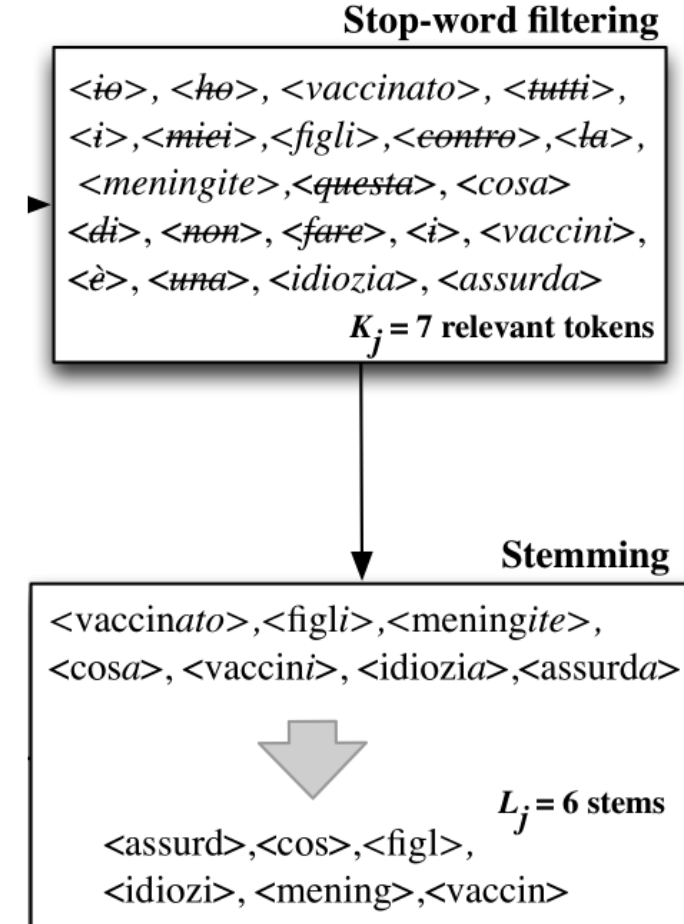 Stop-word filtering
<io>, <ho>, <vaccinato>, <tutti>,
<i>,<miei>,<figli>,<contro>,<la>,
<meningite>,<questa>, <cosa>
<di>, <non>, <fare>, <i>, <vaccini>,
<è>, <una>, <idiozia>, <assurda>
Kj = 7 relevant tokens
Stemming
<vaccinato>,<figli>,<meningite>,
<cosa>, <vaccini>, <idiozia>,<assurda>
Lj = 6 stems
<assurd>,<cos>,<figl>,
<idiozi>, <mening>,<vaccin>